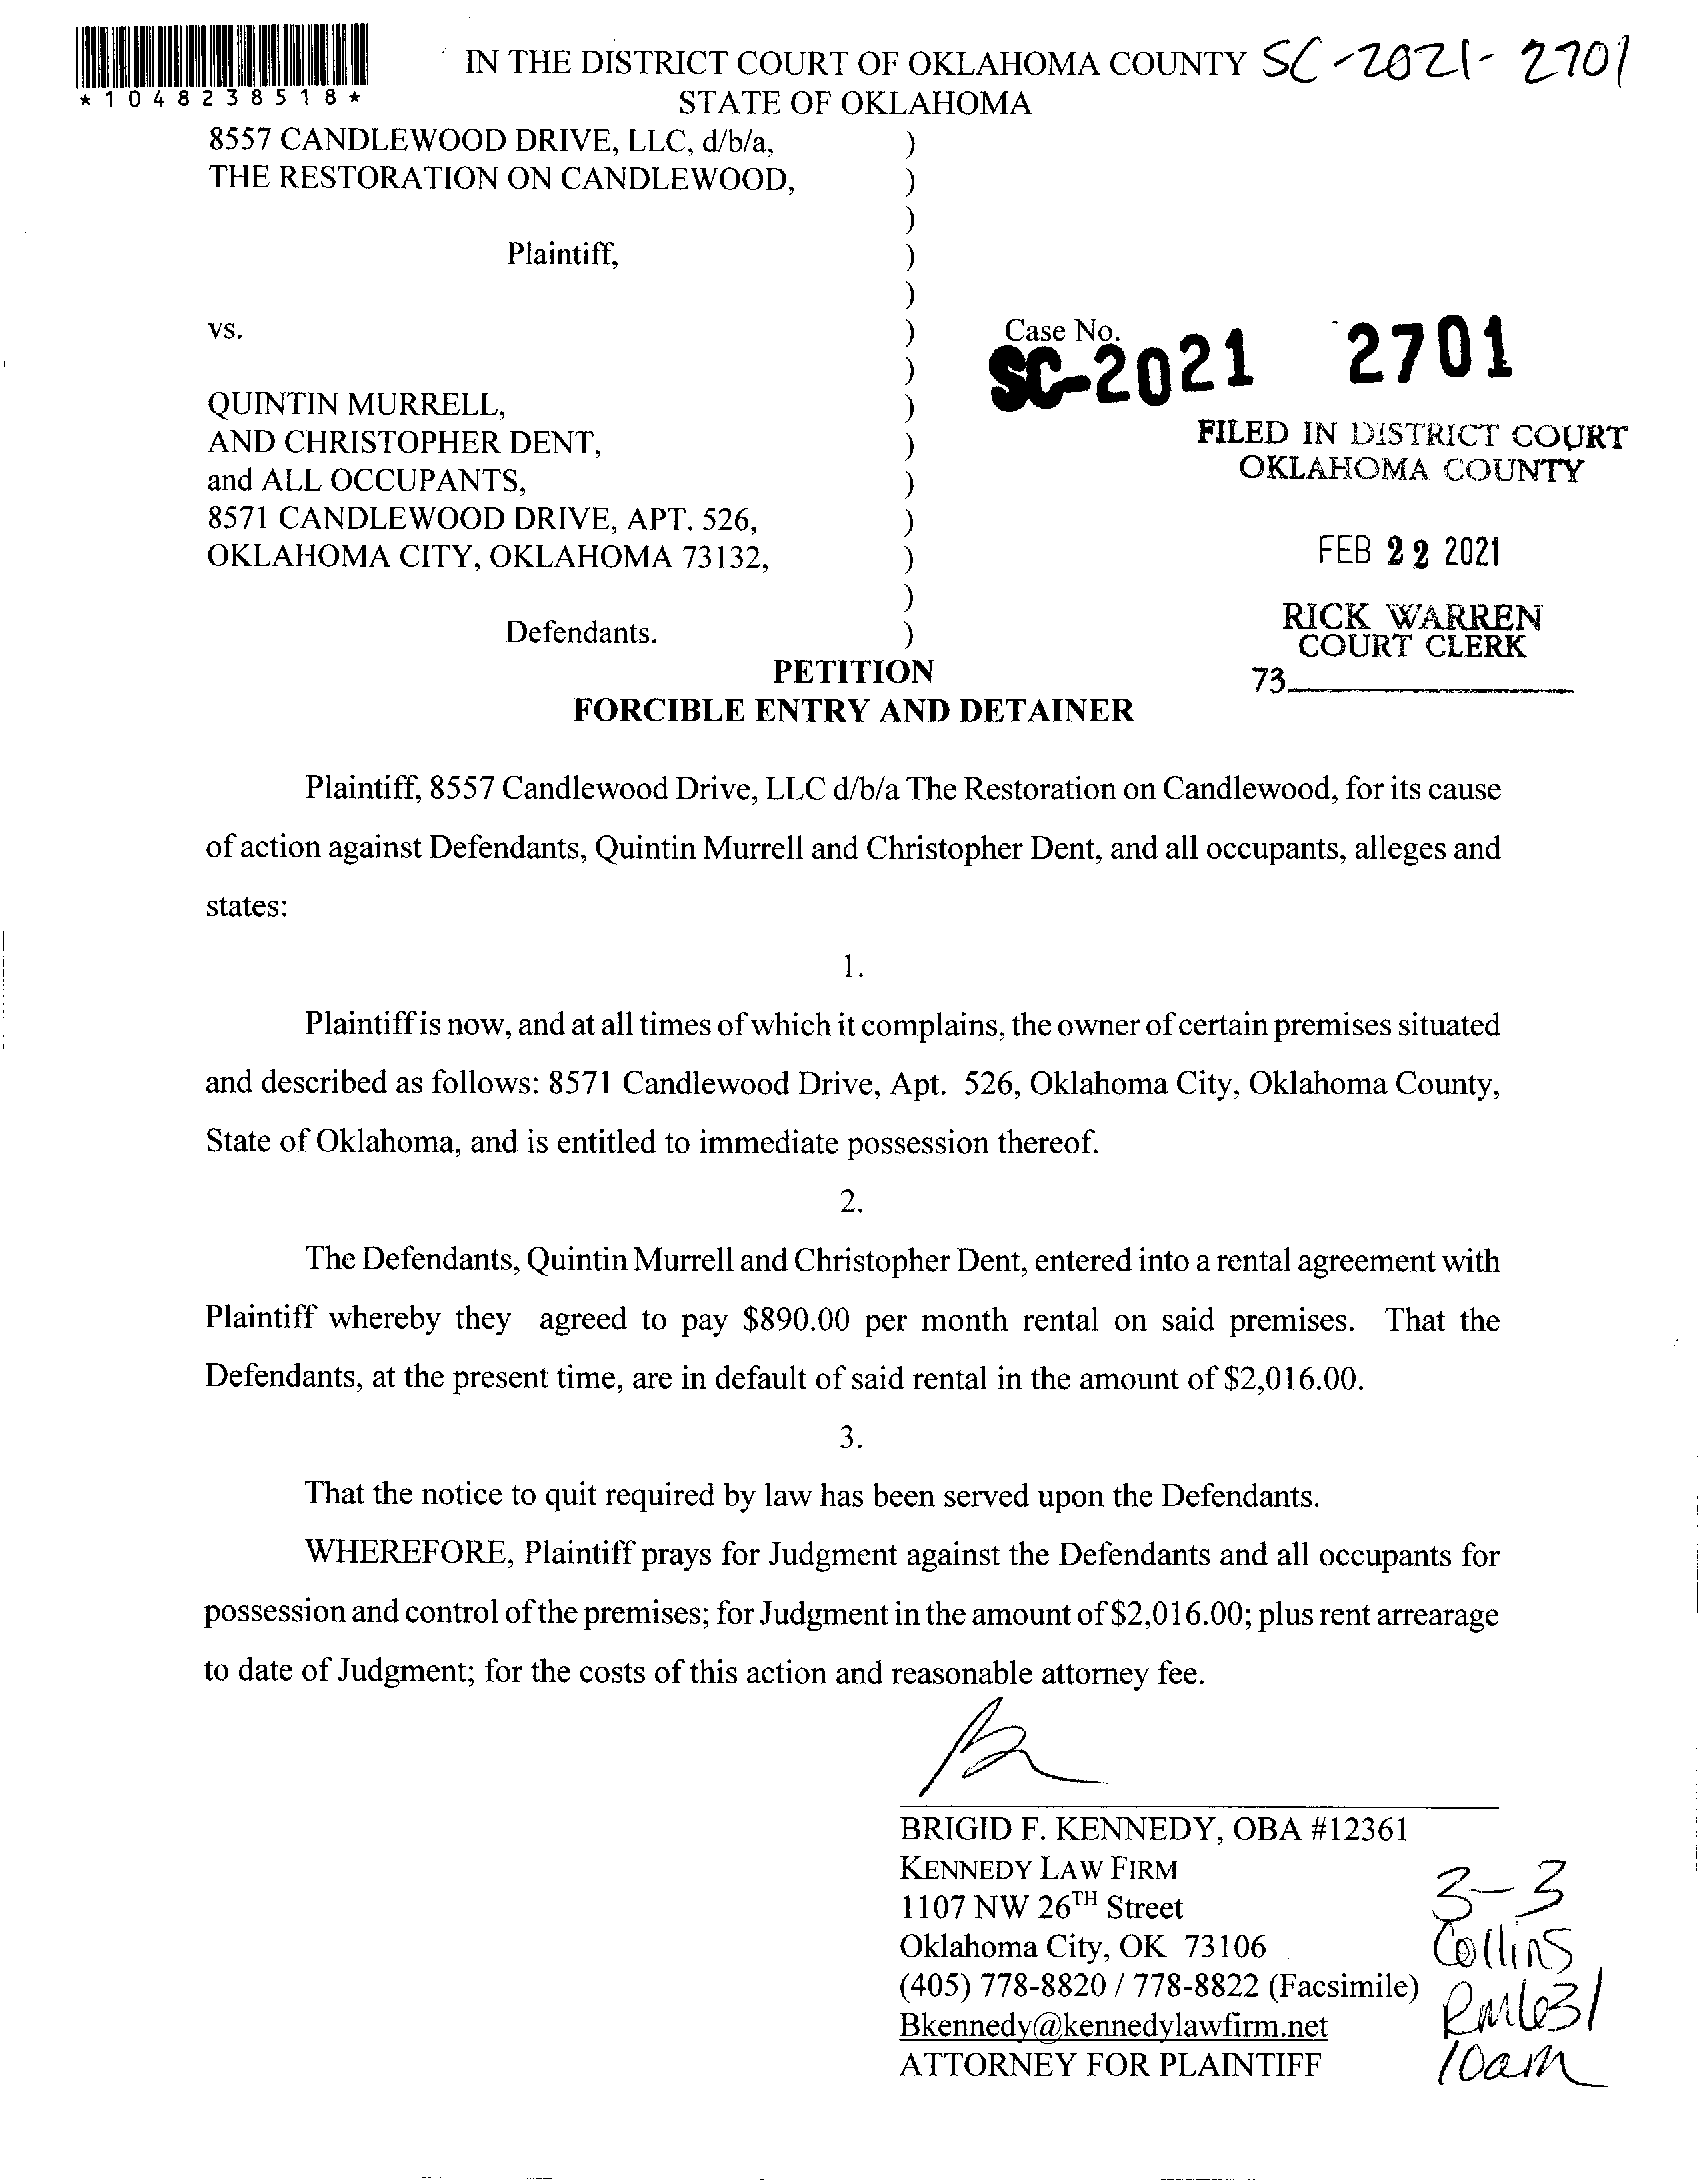 IN THE DISTRICT COURT OF OKLAHOMA COUNTY SC-2021-2701
*1048238518*
STATE OF OKLAHOMA
8557 CANDLEWOOD DRIVE, LLC, d/b/a, )
THE RESTORATION ON CANDLEWOOD, )
)
Plaintiff, )
)
vs. ) Case No.
) SC-2021 2701
QUINTIN MURRELL, )
AND CHRISTOPHER DENT, ) FILED IN DISTRICT COURT
and ALL OCCUPANTS, ) OKLAHOMA COUNTY
8571 CANDLEWOOD DRIVE, APT. 526, )
OKLAHOMA CITY, OKLAHOMA 73132, ) FEB 22 2021
)
Defendants. ) RICK WARREN
COURT CLERK
PETITION
73
FORCIBLE ENTRY AND DETAINER
Plaintiff, 8557 Candlewood Drive, LLC d/b/a The Restoration on Candlewood, for its cause
of action against Defendants, Quintin Murrell and Christopher Dent, and all occupants, alleges and
states:
1.
Plaintiff is now, and at all times of which it complains, the owner of certain premises situated
and described as follows: 8571 Candlewood Drive, Apt. 526, Oklahoma City, Oklahoma County,
State of Oklahoma, and is entitled to immediate possession thereof.
2.
The Defendants, Quintin Murrell and Christopher Dent, entered into a rental agreement with
Plaintiff whereby they agreed to pay $890.00 per month rental on said premises. That the
Defendants, at the present time, are in default of said rental in the amount of $2,016.00.
3.
That the notice to quit required by law has been served upon the Defendants.
WHEREFORE, Plaintiff prays for Judgment against the Defendants and all occupants for
possession and control of the premises; for Judgment in the amount of $2,016.00; plus rent arrearage
to date of Judgment; for the costs of this action and reasonable attorney fee.
BRIGID F. KENNEDY, OBA #12361
KENNEDY LAW FIRM
1107 NW 26TH Street
Oklahoma City, OK 73106
(405) 778-8820 / 778-8822 (Facsimile)
Bkennedy@kennedylawfirm.net
ATTORNEY FOR PLAINTIFF
3-3
Collins
Rm631
10am